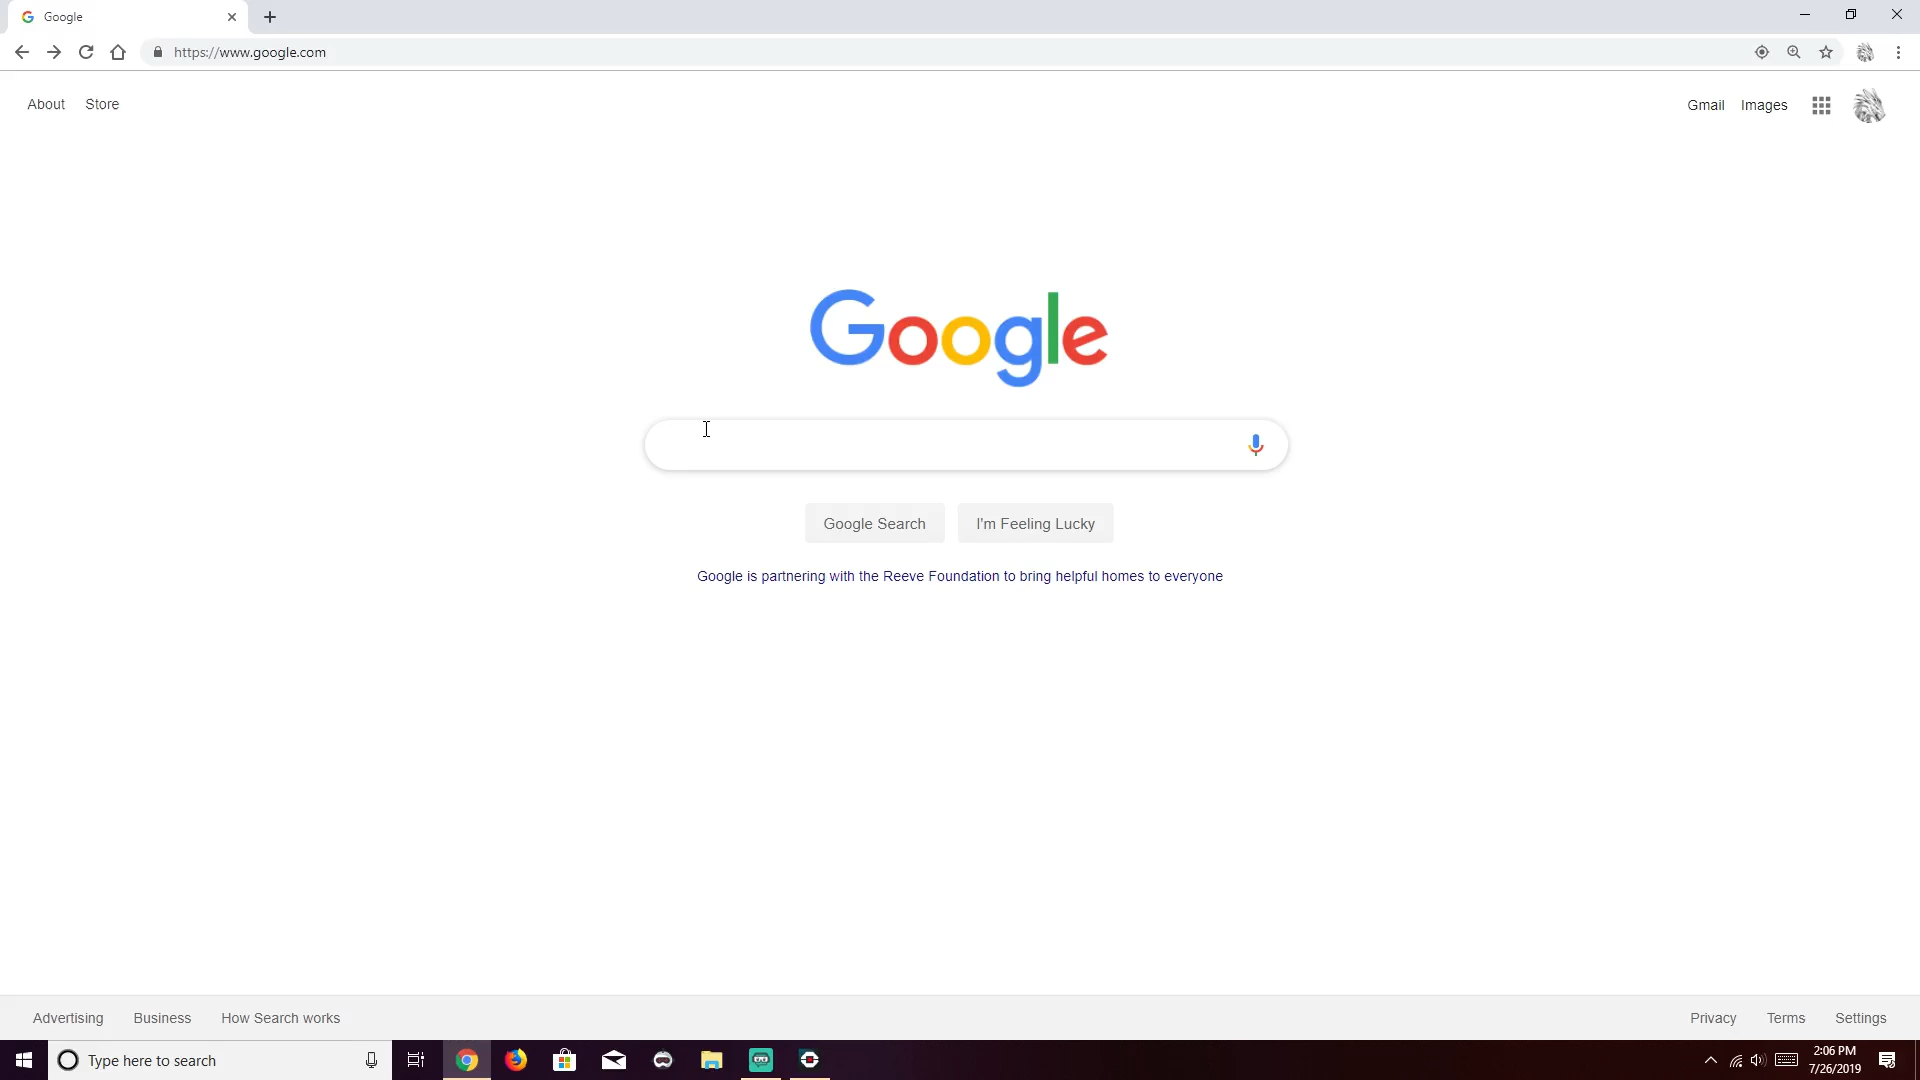 Google
https://www.google.com
About Store
Gmail Images
Google
Google Search
I'm Feeling Lucky
Google is partnering with the Reeve Foundation to bring helpful homes to everyone
Advertising Business How Search works
Privacy Terms Settings
Type here to search
2:06 PM
7/26/2019